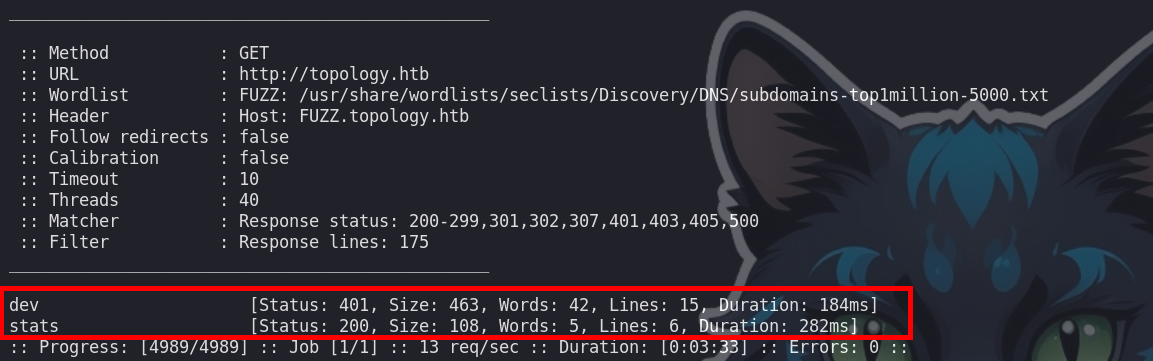 :: Method : GET
:: URL : http://topology.htb
:: Wordlist : FUZZ: /usr/share/wordlists/seclists/Discovery/DNS/subdomains-top1million-5000.txt
:: Header : Host: FUZZ.topology.htb
:: Follow redirects : false
:: Calibration : false
:: Timeout : 10
:: Threads : 40
:: Matcher : Response status: 200-299,301,302,307,401,403,405,500
:: Filter : Response lines: 175
dev [Status: 401, Size: 463, Words: 42, Lines: 15, Duration: 184ms]
stats [Status: 200, Size: 108, Words: 5, Lines: 6, Duration: 282ms]
:: Progress: [4989/4989] :: Job [1/1] :: 13 req/sec :: Duration: [0:03:33] :: Errors: 0 ::